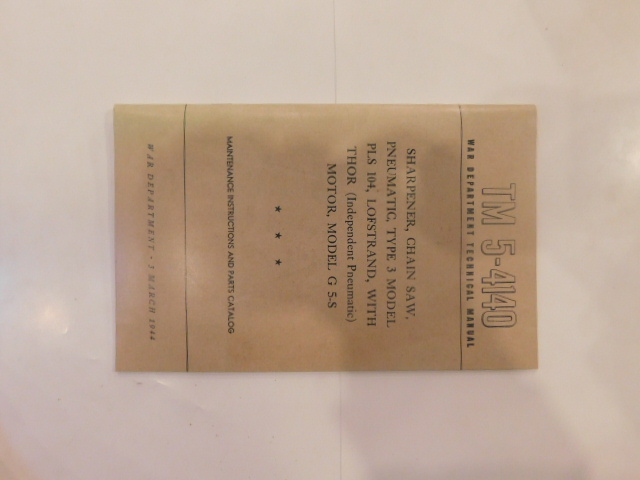 TM 5-4140
WAR DEPARTMENT TECHNICAL MANUAL
SHARPENER, CHAIN SAW,
PNEUMATIC, TYPE 3 MODEL
PLS 104, LOFSTRAND, WITH
THOR (Independent Pneumatic)
MOTOR, MODEL G 5-S
★ ★ ★
MAINTENANCE INSTRUCTIONS AND PARTS CATALOG
WAR DEPARTMENT • 3 MARCH 1944